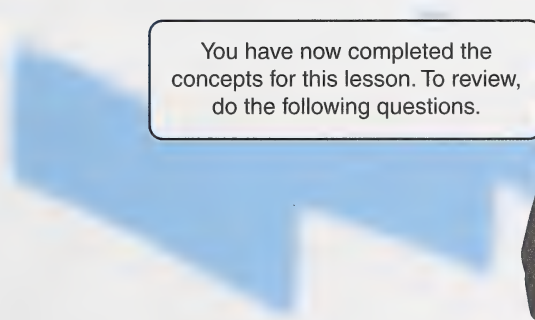 You have now completed the
concepts for this lesson. To review,
do the following questions.